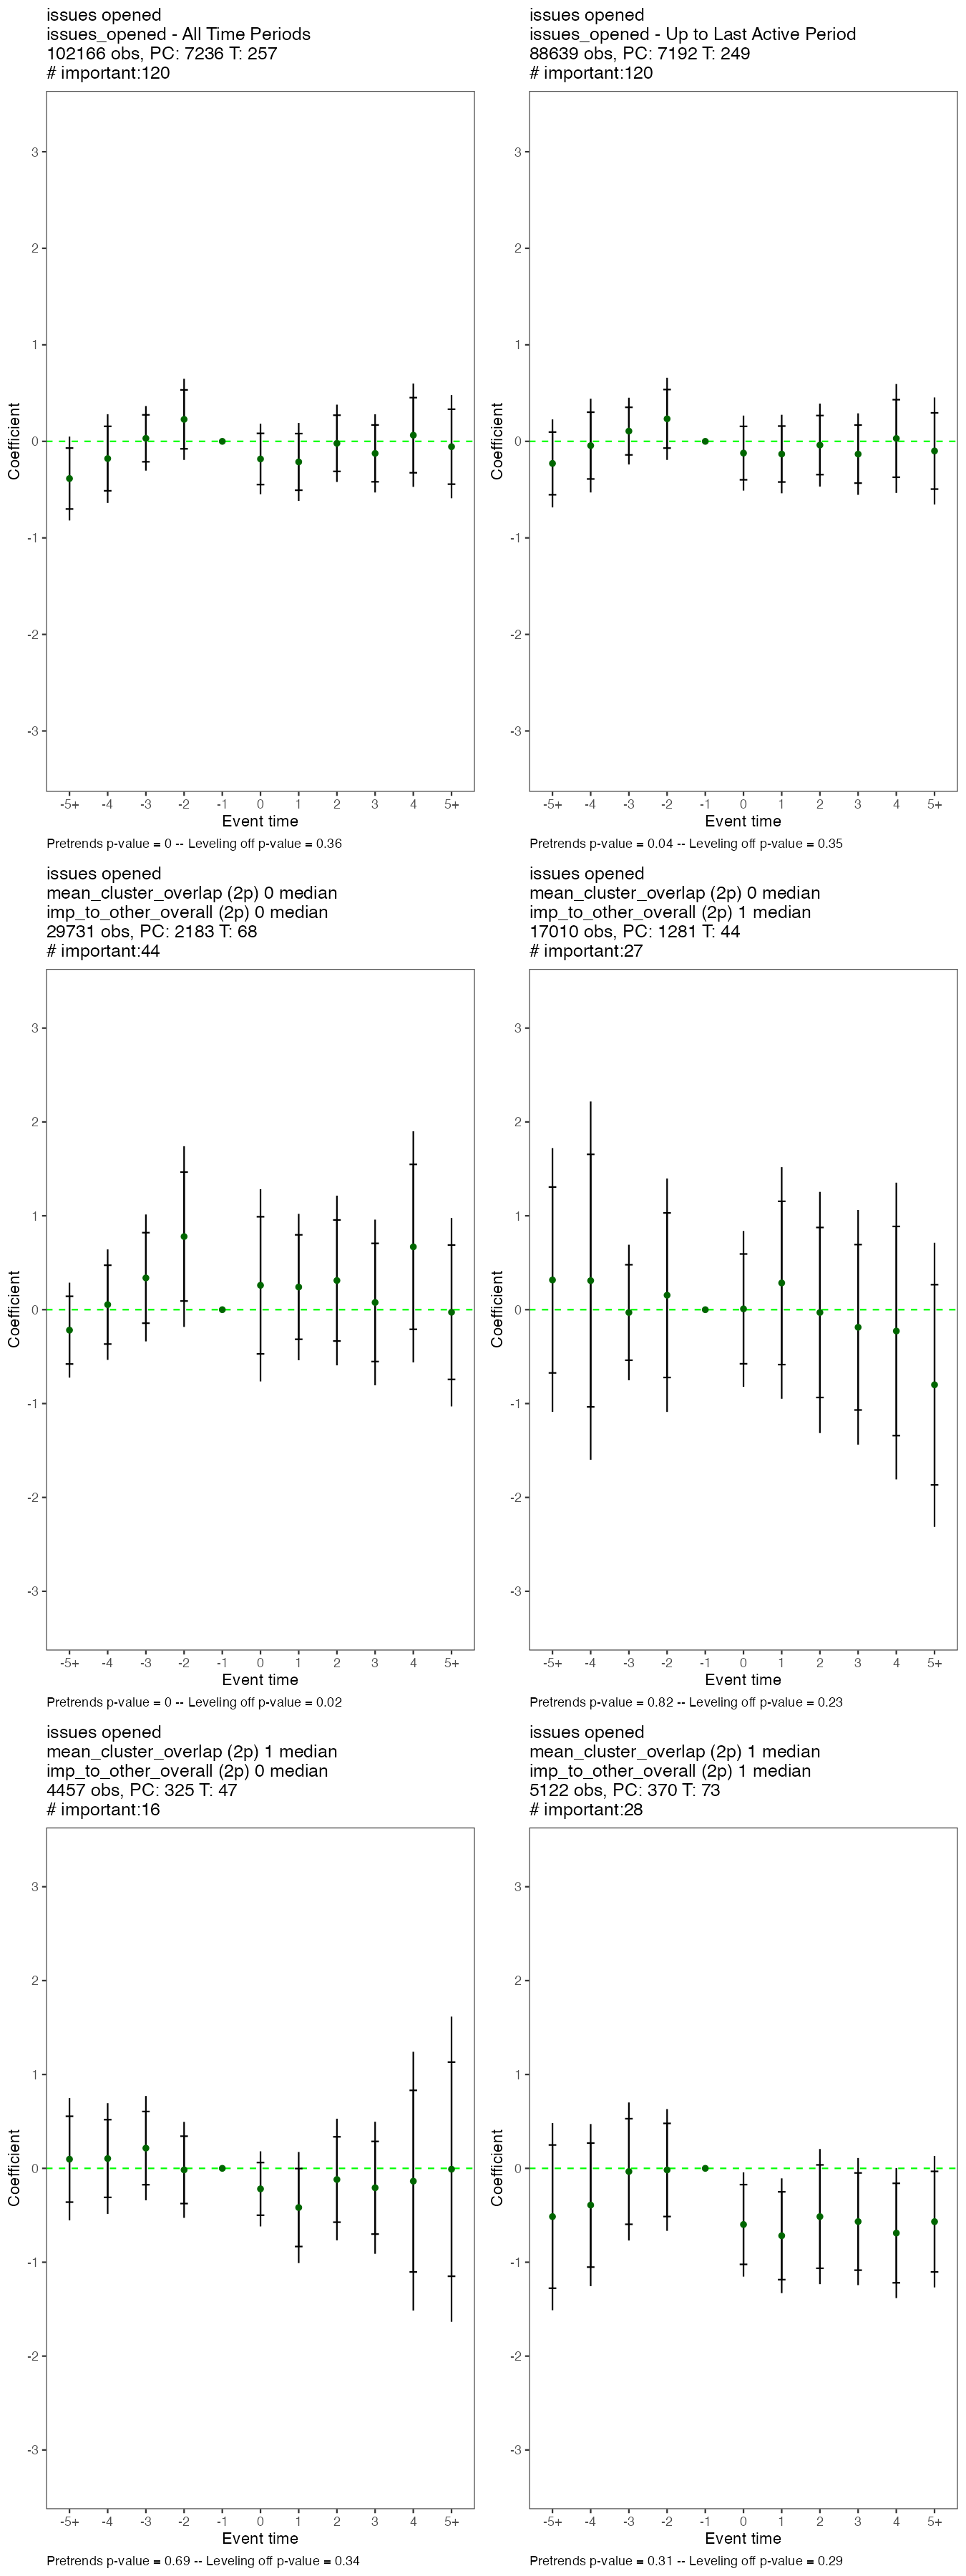 issues opened
issues_opened - All Time Periods
102166 obs, PC: 7236 T: 257
# important:120
3
2
1
0
-1
-2
-3
Coefficient
-5+ -4 -3 -2 -1 0 1 2 3 4 5+
Event time
Pretrends p-value = 0 -- Leveling off p-value = 0.36
issues opened
issues_opened - Up to Last Active Period
88639 obs, PC: 7192 T: 249
# important:120
3
2
1
0
-1
-2
-3
Coefficient
-5+ -4 -3 -2 -1 0 1 2 3 4 5+
Event time
Pretrends p-value = 0.04 -- Leveling off p-value = 0.35
issues opened
mean_cluster_overlap (2p) 0 median
imp_to_other_overall (2p) 0 median
29731 obs, PC: 2183 T: 68
# important:44
3
2
1
0
-1
-2
-3
Coefficient
-5+ -4 -3 -2 -1 0 1 2 3 4 5+
Event time
Pretrends p-value = 0 -- Leveling off p-value = 0.02
issues opened
mean_cluster_overlap (2p) 0 median
imp_to_other_overall (2p) 1 median
17010 obs, PC: 1281 T: 44
# important:27
3
2
1
0
-1
-2
-3
Coefficient
-5+ -4 -3 -2 -1 0 1 2 3 4 5+
Event time
Pretrends p-value = 0.82 -- Leveling off p-value = 0.23
issues opened
mean_cluster_overlap (2p) 1 median
imp_to_other_overall (2p) 0 median
4457 obs, PC: 325 T: 47
# important:16
3
2
1
0
-1
-2
-3
Coefficient
-5+ -4 -3 -2 -1 0 1 2 3 4 5+
Event time
Pretrends p-value = 0.69 -- Leveling off p-value = 0.34
issues opened
mean_cluster_overlap (2p) 1 median
imp_to_other_overall (2p) 1 median
5122 obs, PC: 370 T: 73
# important:28
3
2
1
0
-1
-2
-3
Coefficient
-5+ -4 -3 -2 -1 0 1 2 3 4 5+
Event time
Pretrends p-value = 0.31 -- Leveling off p-value = 0.29